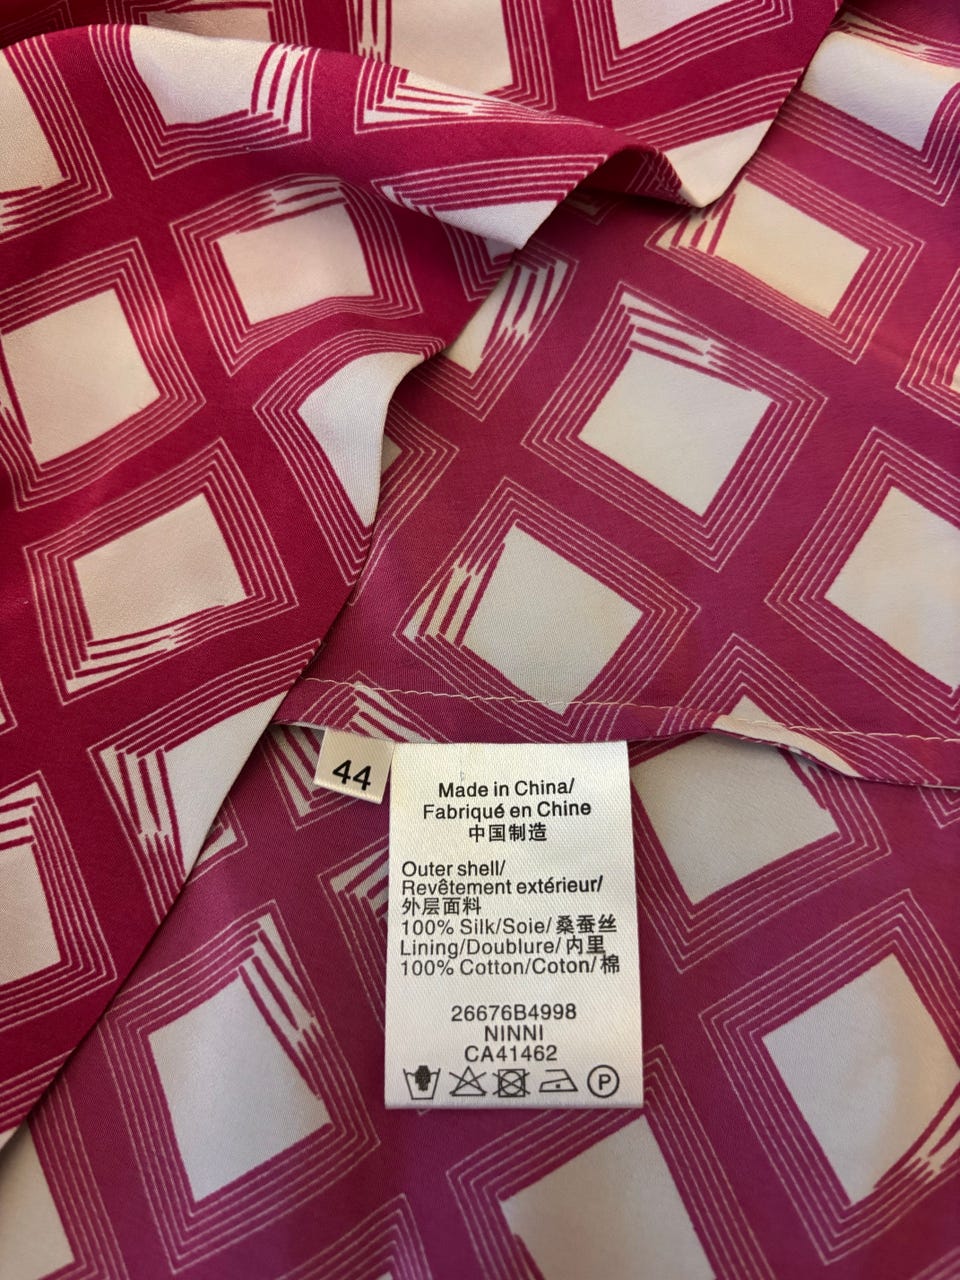 44
Made in China/
Fabriqué en Chine
中国制造
Outer shell/
Revêtement extérieur/
外层面料
100% Silk/Soie/桑蚕丝
Lining/Doublure/内里
100% Cotton/Coton/棉
26676B4998
NINNI
CA41462
P